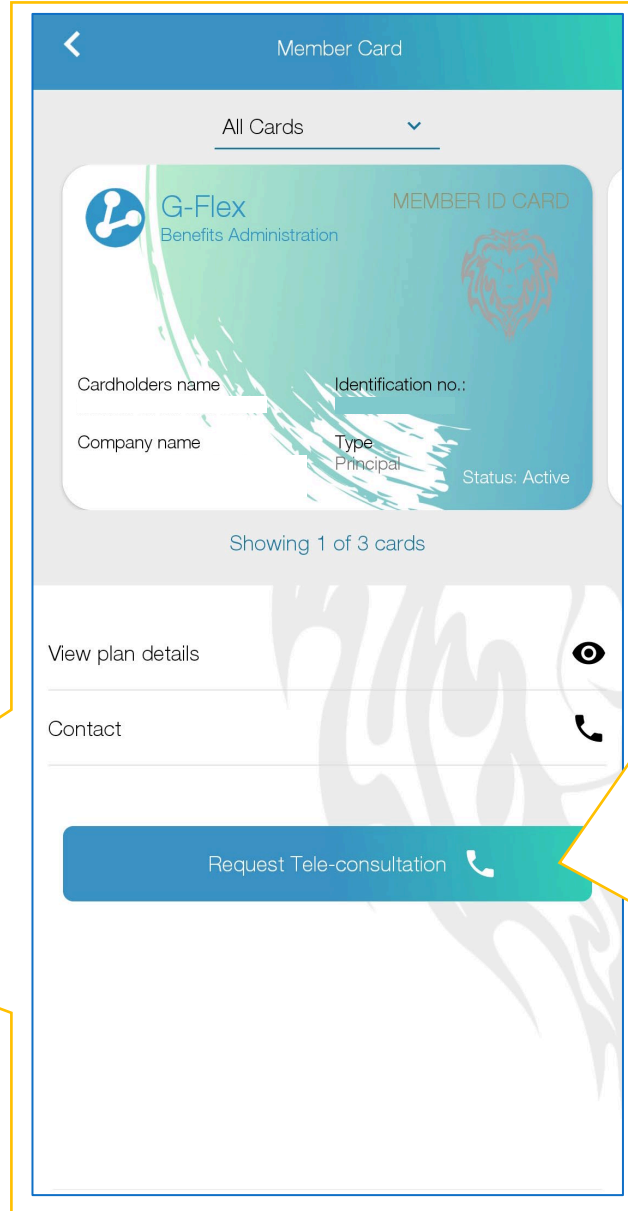 Member Card
All Cards
G-Flex
Benefits Administration
MEMBER ID CARD
Cardholders name
Identification no.:
Company name
Type
Principal
Status: Active
Showing 1 of 3 cards
View plan details
Contact
Request Tele-consultation